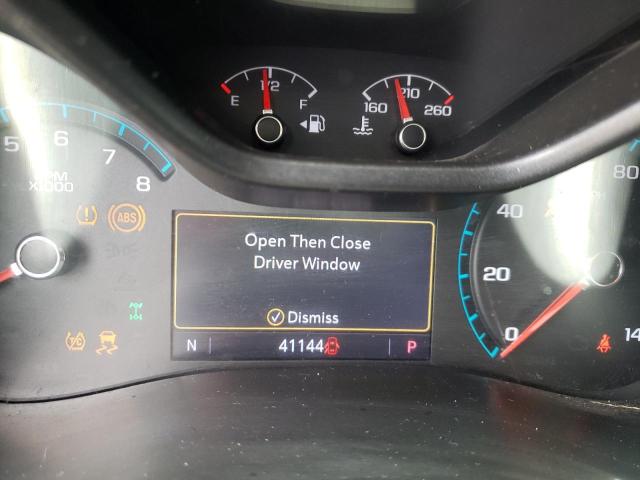 1/2
E F
210
160 260
5 6 7 8
X1000
ABS
40
20
0
80
14
Open Then Close
Driver Window
Dismiss
N 41144 P
T/C